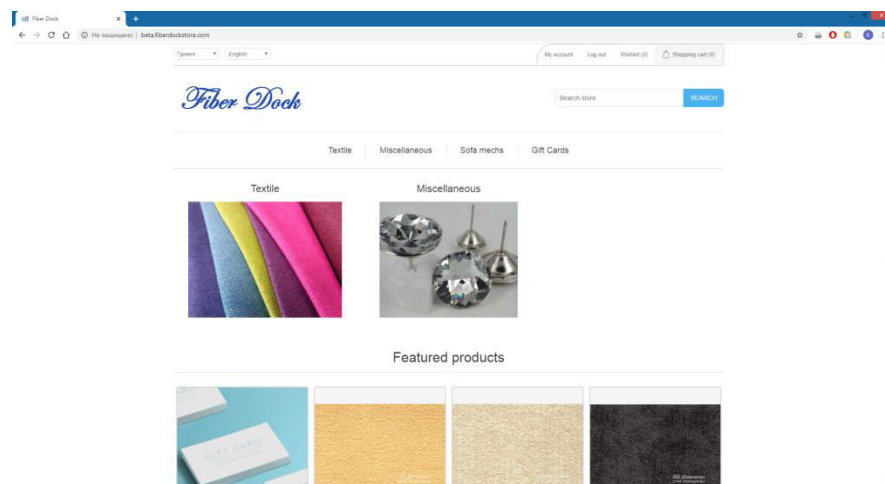 Fiber Dock
Не защищено | beta.fiberdockstore.com
Гривня English My account Log out Wishlist (0) Shopping cart (0)
Fiber Dock
Search store SEARCH
Textile Miscellaneous Sofa mechs Gift Cards
Textile Miscellaneous
Featured products
GIFT CARD